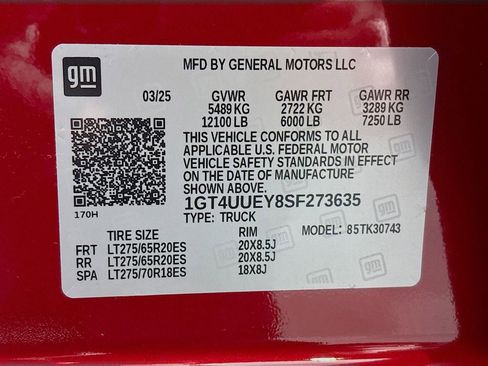 gm
MFD BY GENERAL MOTORS LLC
03/25 GVWR GAWR FRT GAWR RR
5489 KG 2722 KG 3289 KG
12100 LB 6000 LB 7250 LB
THIS VEHICLE CONFORMS TO ALL
APPLICABLE U.S. FEDERAL MOTOR
VEHICLE SAFETY STANDARDS IN EFFECT
ON THE DATE OF MANUFACTURE
SHOWN ABOVE.
170H
1GT4UUEY8SF273635
TYPE: TRUCK MODEL: 85TK30743
TIRE SIZE RIM
FRT LT275/65R20ES 20X8.5J
RR LT275/65R20ES 20X8.5J
SPA LT275/70R18ES 18X8J